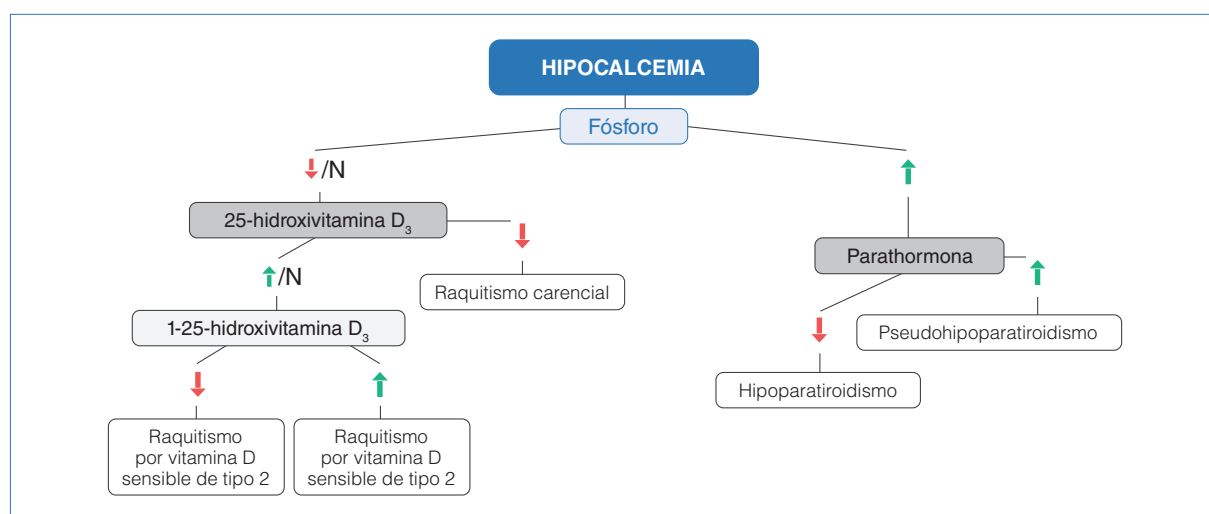 HIPOCALCEMIA
Fósforo
/N
25-hidroxivitamina D₃
Parathormona
/N
Raquitismo carencial
1-25-hidroxivitamina D₃
Pseudohipoparatiroidismo
Hipoparatiroidismo
Raquitismo
por vitamina D
sensible de tipo 2
Raquitismo
por vitamina D
sensible de tipo 2